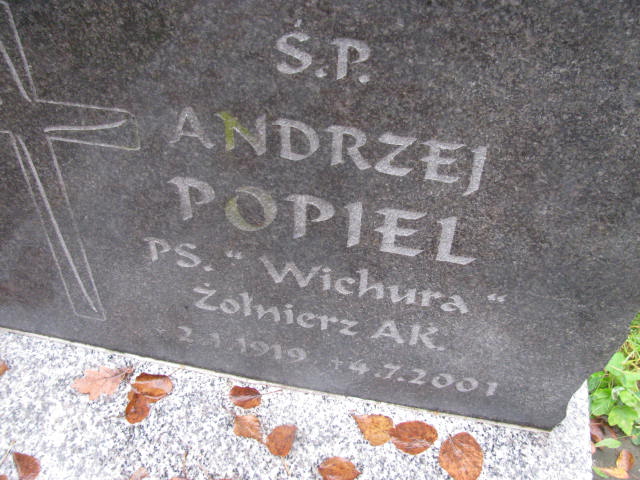 Ś.P.
ANDRZEJ
POPIEL
PS. "Wichura"
Żołnierz AK.
2.1.1919 +4.7.2001